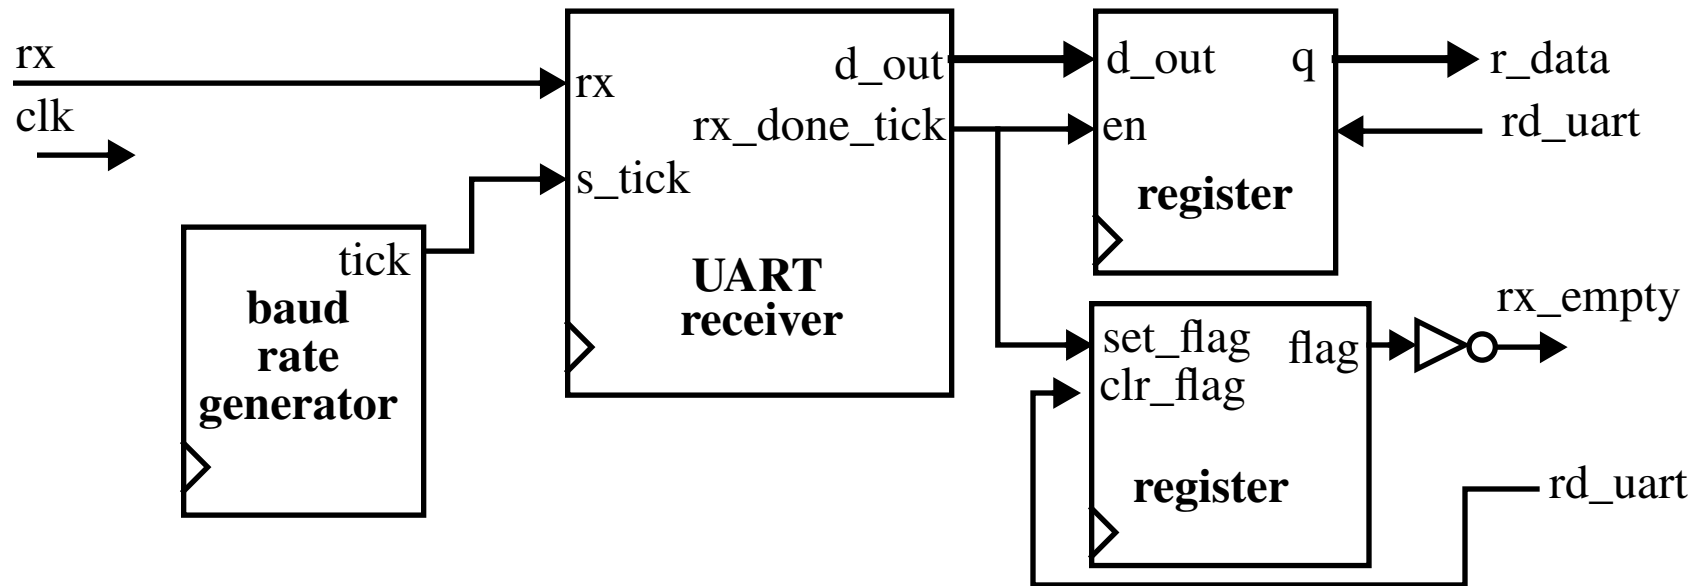 rx
clk
rx
s_tick
d_out
rx_done_tick
UART
receiver
tick
baud
rate
generator
d_out
q
en
register
r_data
rd_uart
set_flag
flag
clr_flag
register
rx_empty
rd_uart